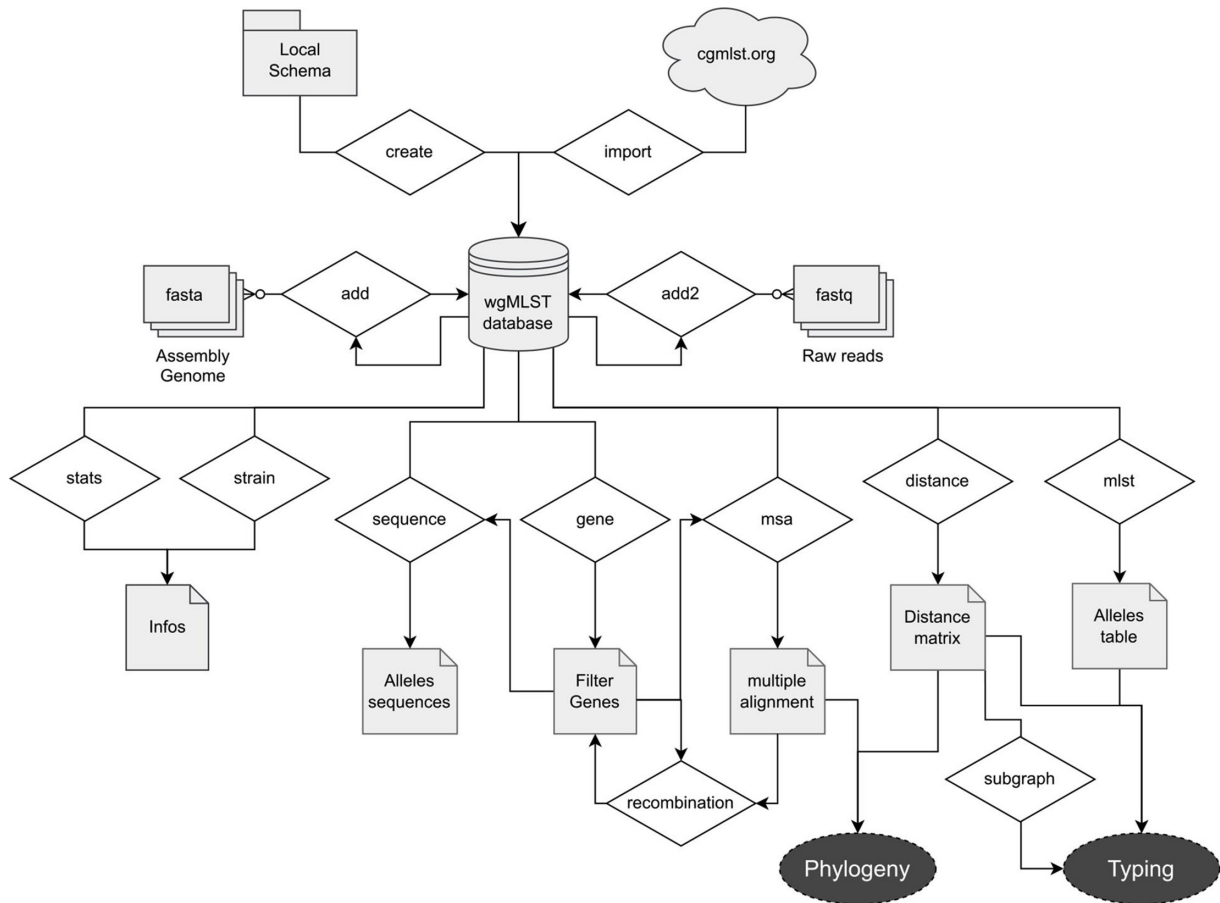 Local
Schema
cgmlst.org
create
import
fasta
add
wgMLST
database
add2
fastq
Assembly
Genome
Raw reads
stats
strain
sequence
gene
msa
distance
mlst
Infos
Alleles
sequences
Filter
Genes
multiple
alignment
Distance
matrix
Alleles
table
recombination
subgraph
Phylogeny
Typing